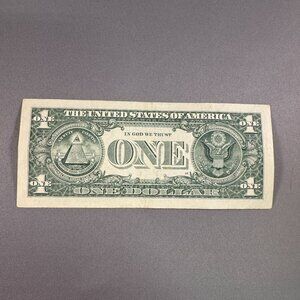 THE UNITED STATES OF AMERICA
1 1
ONE ONE
IN GOD WE TRUST
ONE
1 1
ONE ONE
ONE DOLLAR